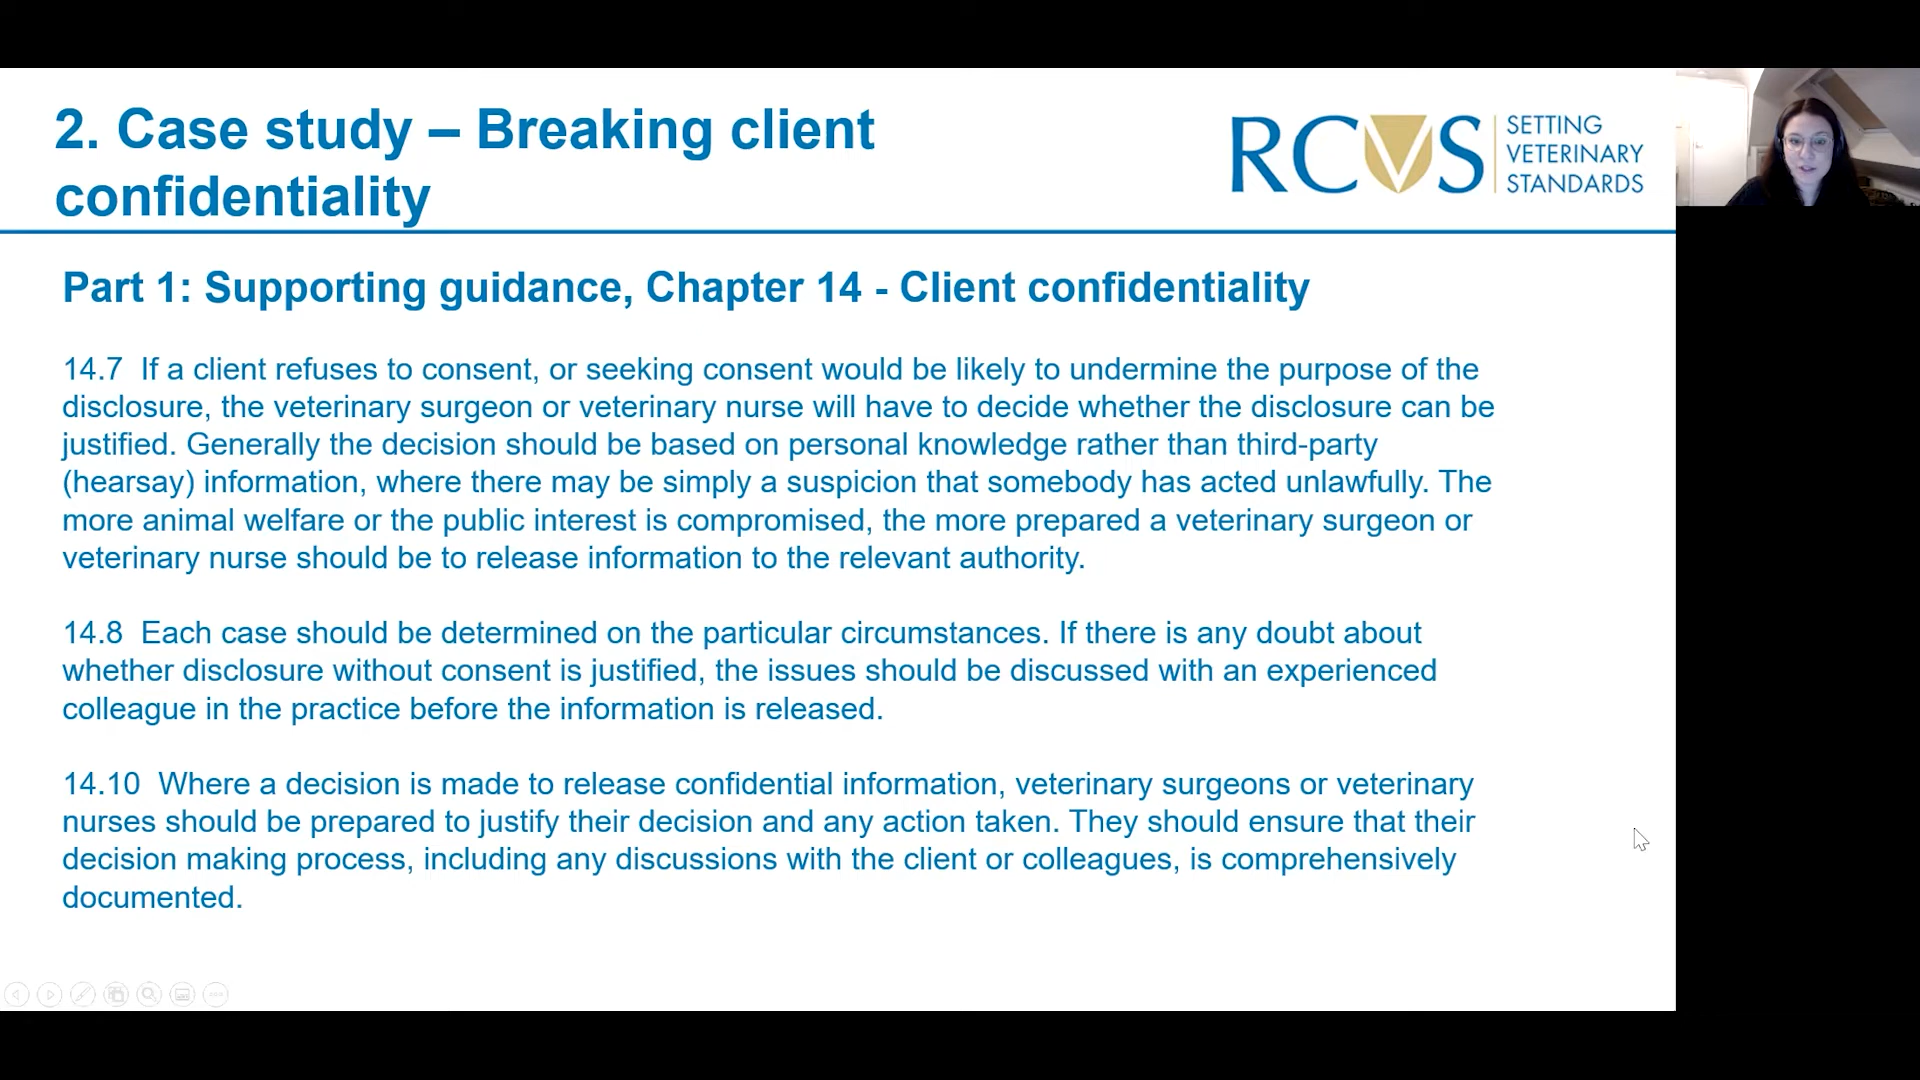 2. Case study – Breaking client
confidentiality
RCVS
SETTING
VETERINARY
STANDARDS
Part 1: Supporting guidance, Chapter 14 - Client confidentiality
14.7  If a client refuses to consent, or seeking consent would be likely to undermine the purpose of the
disclosure, the veterinary surgeon or veterinary nurse will have to decide whether the disclosure can be
justified. Generally the decision should be based on personal knowledge rather than third-party
(hearsay) information, where there may be simply a suspicion that somebody has acted unlawfully. The
more animal welfare or the public interest is compromised, the more prepared a veterinary surgeon or
veterinary nurse should be to release information to the relevant authority.
14.8  Each case should be determined on the particular circumstances. If there is any doubt about
whether disclosure without consent is justified, the issues should be discussed with an experienced
colleague in the practice before the information is released.
14.10  Where a decision is made to release confidential information, veterinary surgeons or veterinary
nurses should be prepared to justify their decision and any action taken. They should ensure that their
decision making process, including any discussions with the client or colleagues, is comprehensively
documented.